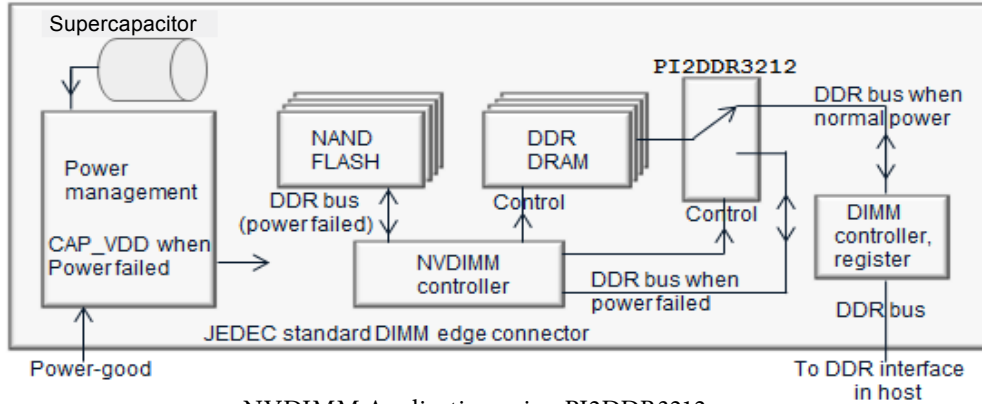 Supercapacitor
Power
management
CAP_VDD when
Power failed
Power-good
NAND
FLASH
DDR bus
(power failed)
DDR
DRAM
Control
NVDIMM
controller
PI2DDR3212
Control
DDR bus when
power failed
DDR bus when
normal power
DIMM
controller,
register
DDR bus
JEDEC standard DIMM edge connector
To DDR interface
in host